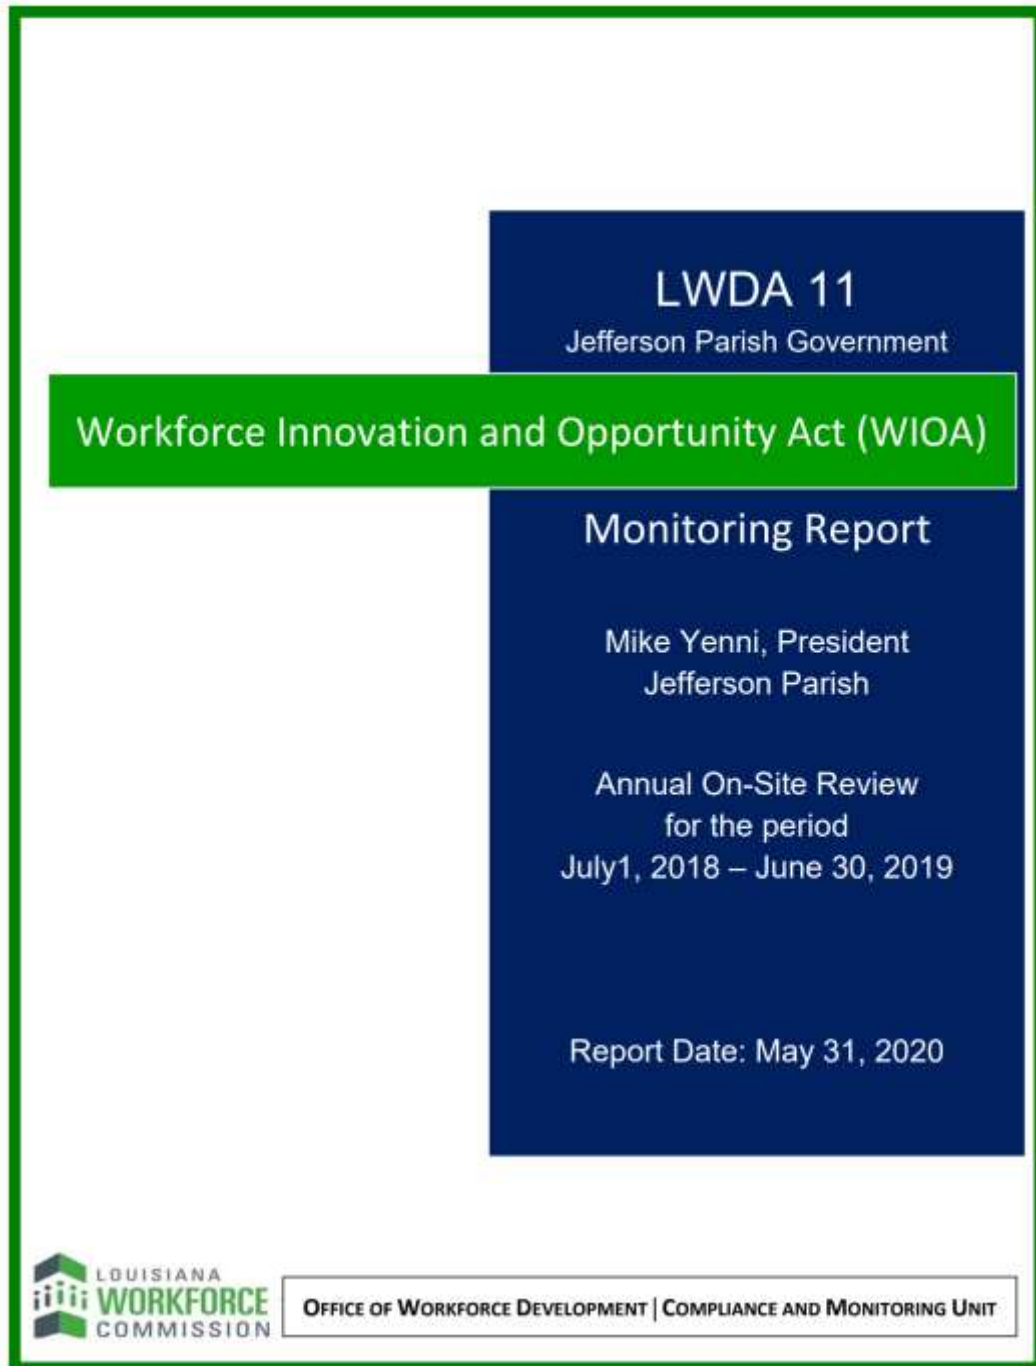 LWDA 11
Jefferson Parish Government
Workforce Innovation and Opportunity Act (WIOA)
Monitoring Report
Mike Yenni, President
Jefferson Parish
Annual On-Site Review
for the period
July1, 2018 – June 30, 2019
Report Date: May 31, 2020
LOUISIANA
WORKFORCE
COMMISSION
OFFICE OF WORKFORCE DEVELOPMENT | COMPLIANCE AND MONITORING UNIT